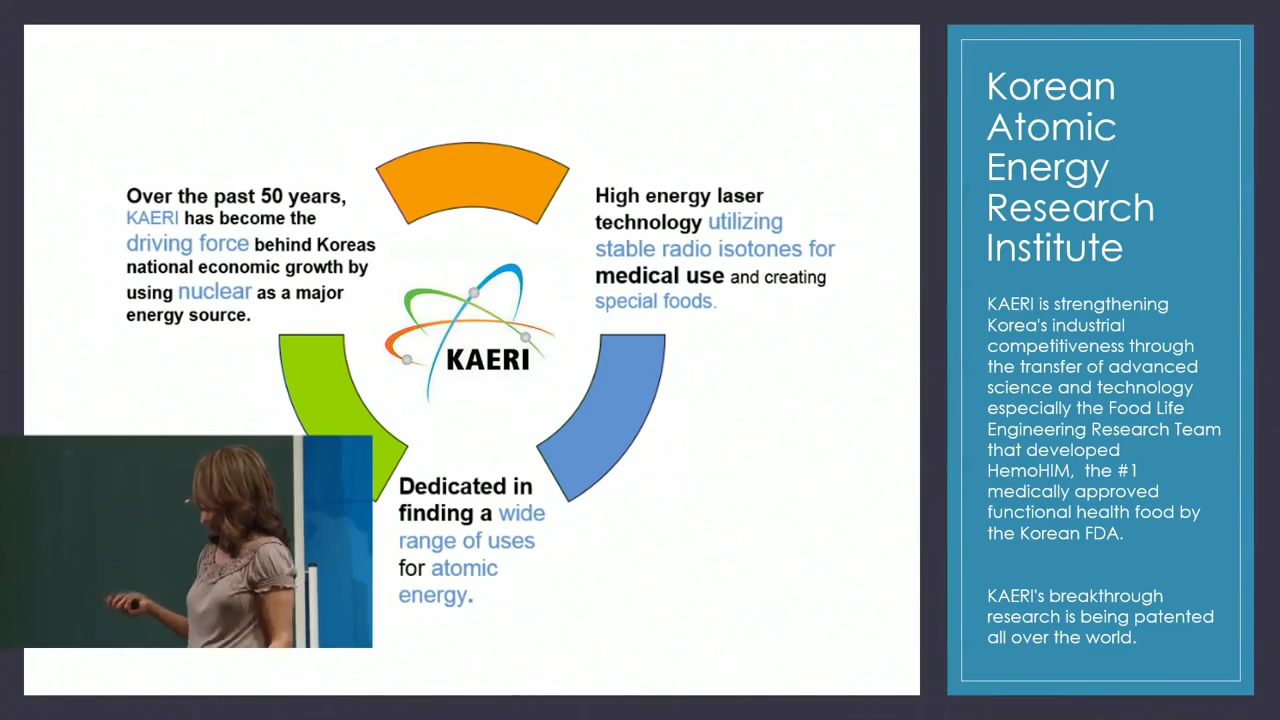 Over the past 50 years,
KAERI has become the
driving force behind Koreas
national economic growth by
using nuclear as a major
energy source.
High energy laser
technology utilizing
stable radio isotones for
medical use and creating
special foods.
KAERI
Dedicated in
finding a wide
range of uses
for atomic
energy.
Korean
Atomic
Energy
Research
Institute
KAERI is strengthening
Korea's industrial
competitiveness through
the transfer of advanced
science and technology
especially the Food Life
Engineering Research Team
that developed
HemoHIM, the #1
medically approved
functional health food by
the Korean FDA.
KAERI's breakthrough
research is being patented
all over the world.